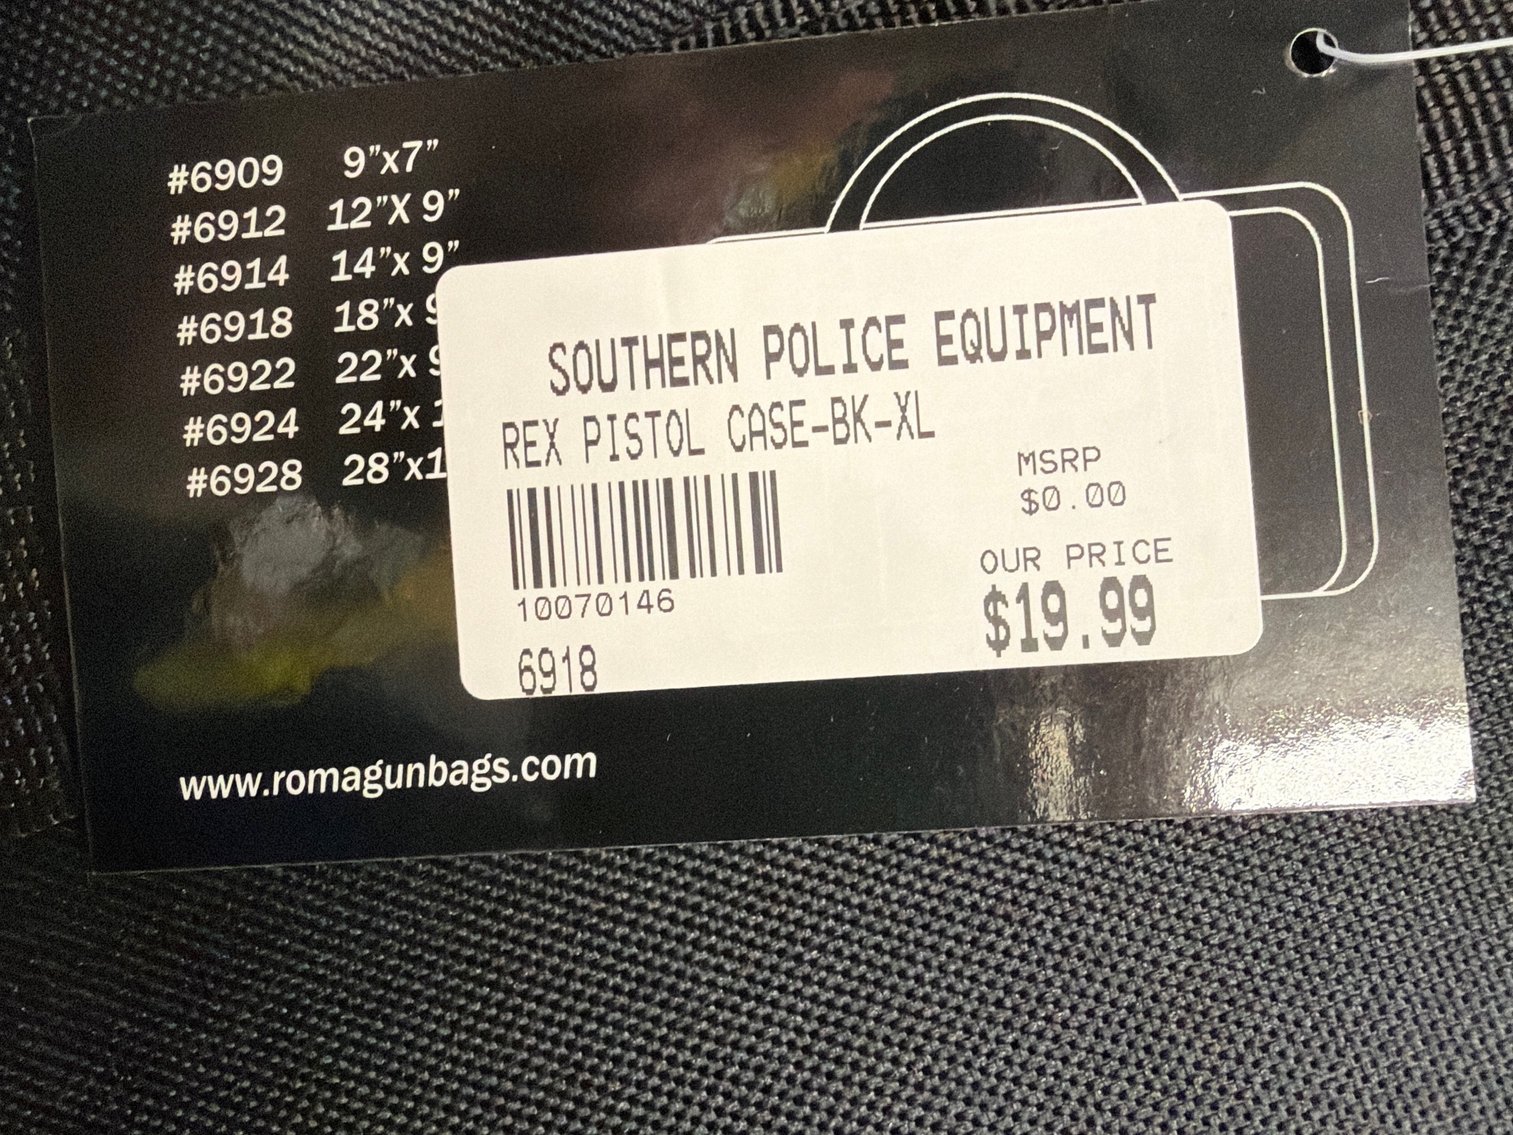 #6909 9”x7”
#6912 12”X 9”
#6914 14”x 9”
#6918 18”x
#6922 22”x
#6924 24”x
#6928 28”x1
www.romagunbags.com
SOUTHERN POLICE EQUIPMENT
REX PISTOL CASE-BK-XL
MSRP
$0.00
OUR PRICE
$19.99
10070146
6918